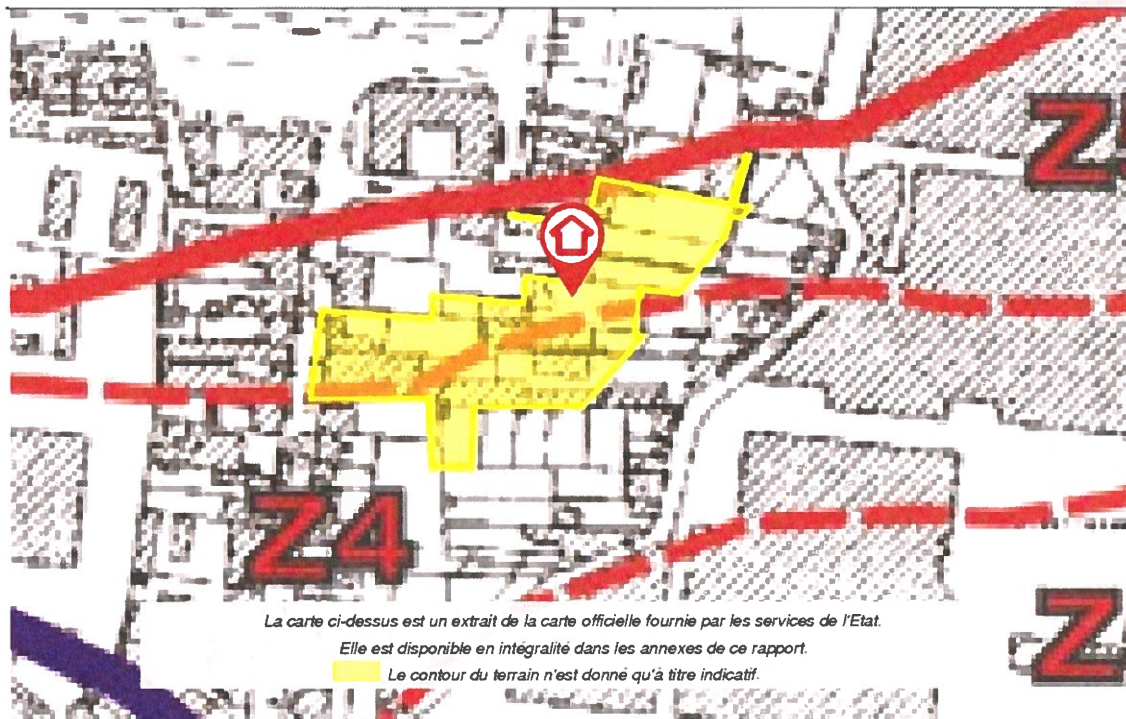 Z4
La carte ci-dessus est un extrait de la carte officielle fournie par les services de l'Etat.
Elle est disponible en intégralité dans les annexes de ce rapport.
Le contour du terrain n'est donné qu'à titre indicatif.